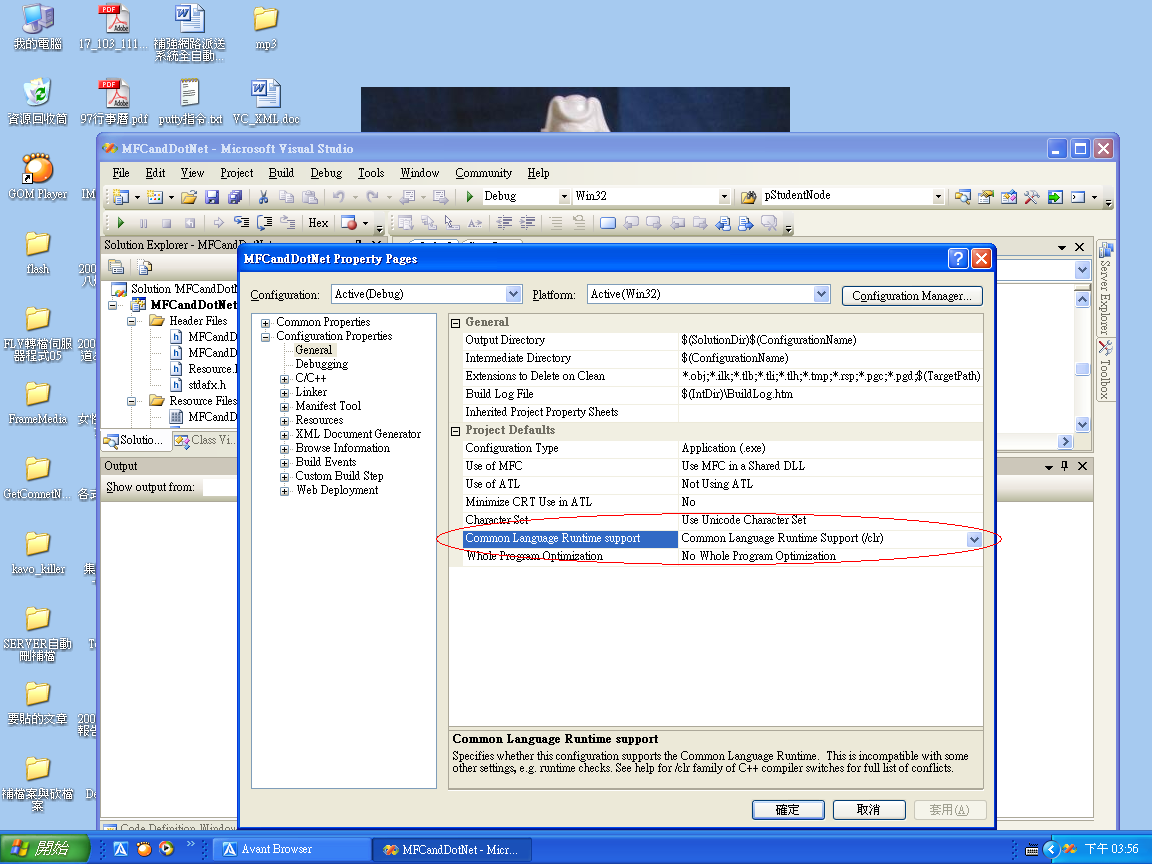 我的電腦
17_103_111...
補強網路派送
系統全自動...
mp3
資源回收筒
97行事曆.pdf
putty指令.txt
VC_XML.doc
GOM Player
IM
flash
FLV轉檔伺服
器程式05
FrameMedia
GetConnetN...
kavo_killer
SERVER自動
刪補檔
要貼的文章
補檔案與砍檔
案
MFCandDotNet - Microsoft Visual Studio
File Edit View Project Build Debug Tools Window Community Help
Debug Win32 pStudentNode
Hex
Solution Explorer - MFCandDotNet
Solution 'MFCandDotN
MFCandDotNet
Header Files
MFCandD
MFCandD
Resource.h
stdafx.h
Resource Files
MFCandD
Solutio... Class Vi...
Output
Show output from:
Server Explorer
Toolbox
MFCandDotNet Property Pages
Configuration: Active(Debug) Platform: Active(Win32) Configuration Manager...
Common Properties
Configuration Properties
General
Debugging
C/C++
Linker
Manifest Tool
Resources
XML Document Generator
Browse Information
Build Events
Custom Build Step
Web Deployment
General
Output Directory $(SolutionDir)$(ConfigurationName)
Intermediate Directory $(ConfigurationName)
Extensions to Delete on Clean *.obj;*.ilk;*.tlb;*.tli;*.tlh;*.tmp;*.rsp;*.pgc;*.pgd;$(TargetPath)
Build Log File $(IntDir)\BuildLog.htm
Inherited Project Property Sheets
Project Defaults
Configuration Type Application (.exe)
Use of MFC Use MFC in a Shared DLL
Use of ATL Not Using ATL
Minimize CRT Use in ATL No
Character Set Use Unicode Character Set
Common Language Runtime support Common Language Runtime Support (/clr)
Whole Program Optimization No Whole Program Optimization
Common Language Runtime support
Specifies whether this configuration supports the Common Language Runtime. This is incompatible with some
other settings, e.g. runtime checks. See help for /clr family of C++ compiler switches for full list of conflicts.
確定 取消 套用(A)
Code Definition Window
開始 Avant Browser MFCandDotNet - Micr... 下午 03:56